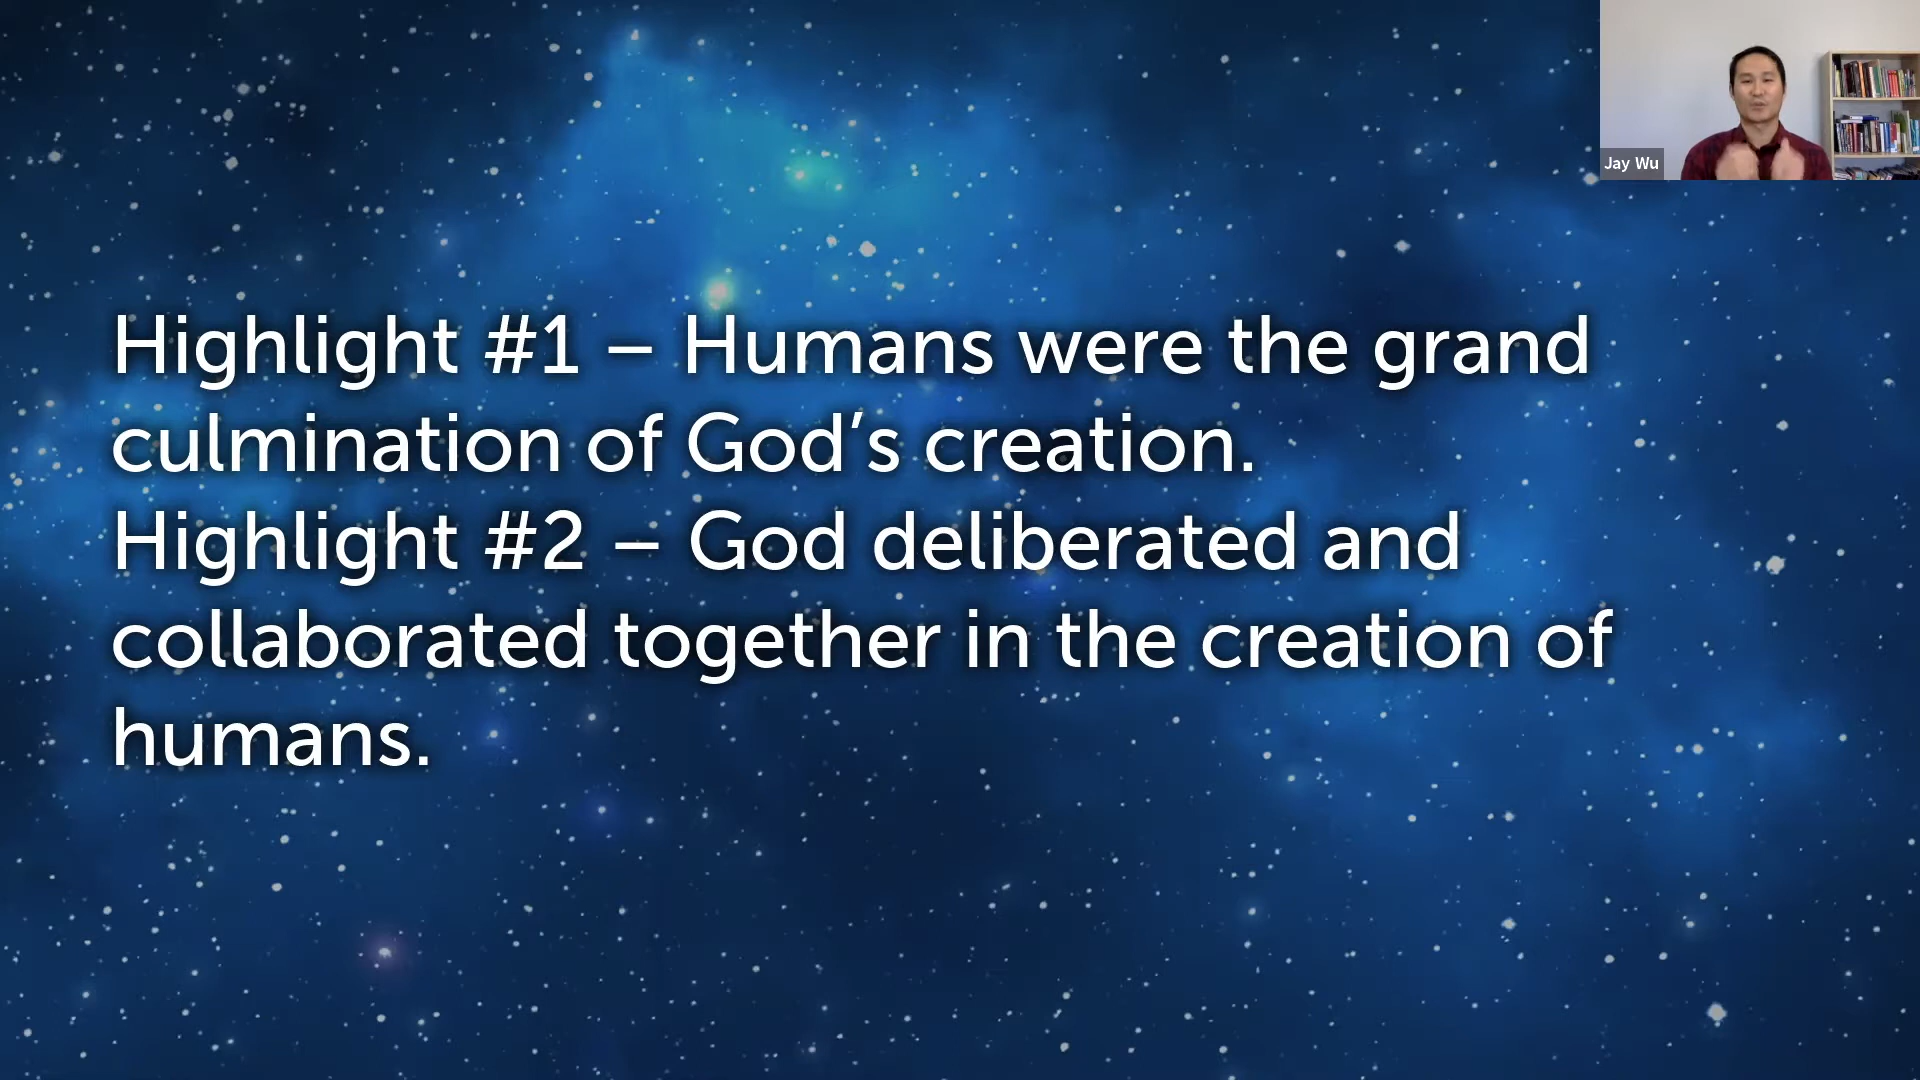 Jay Wu
Highlight #1 – Humans were the grand
culmination of God’s creation.
Highlight #2 – God deliberated and
collaborated together in the creation of
humans.